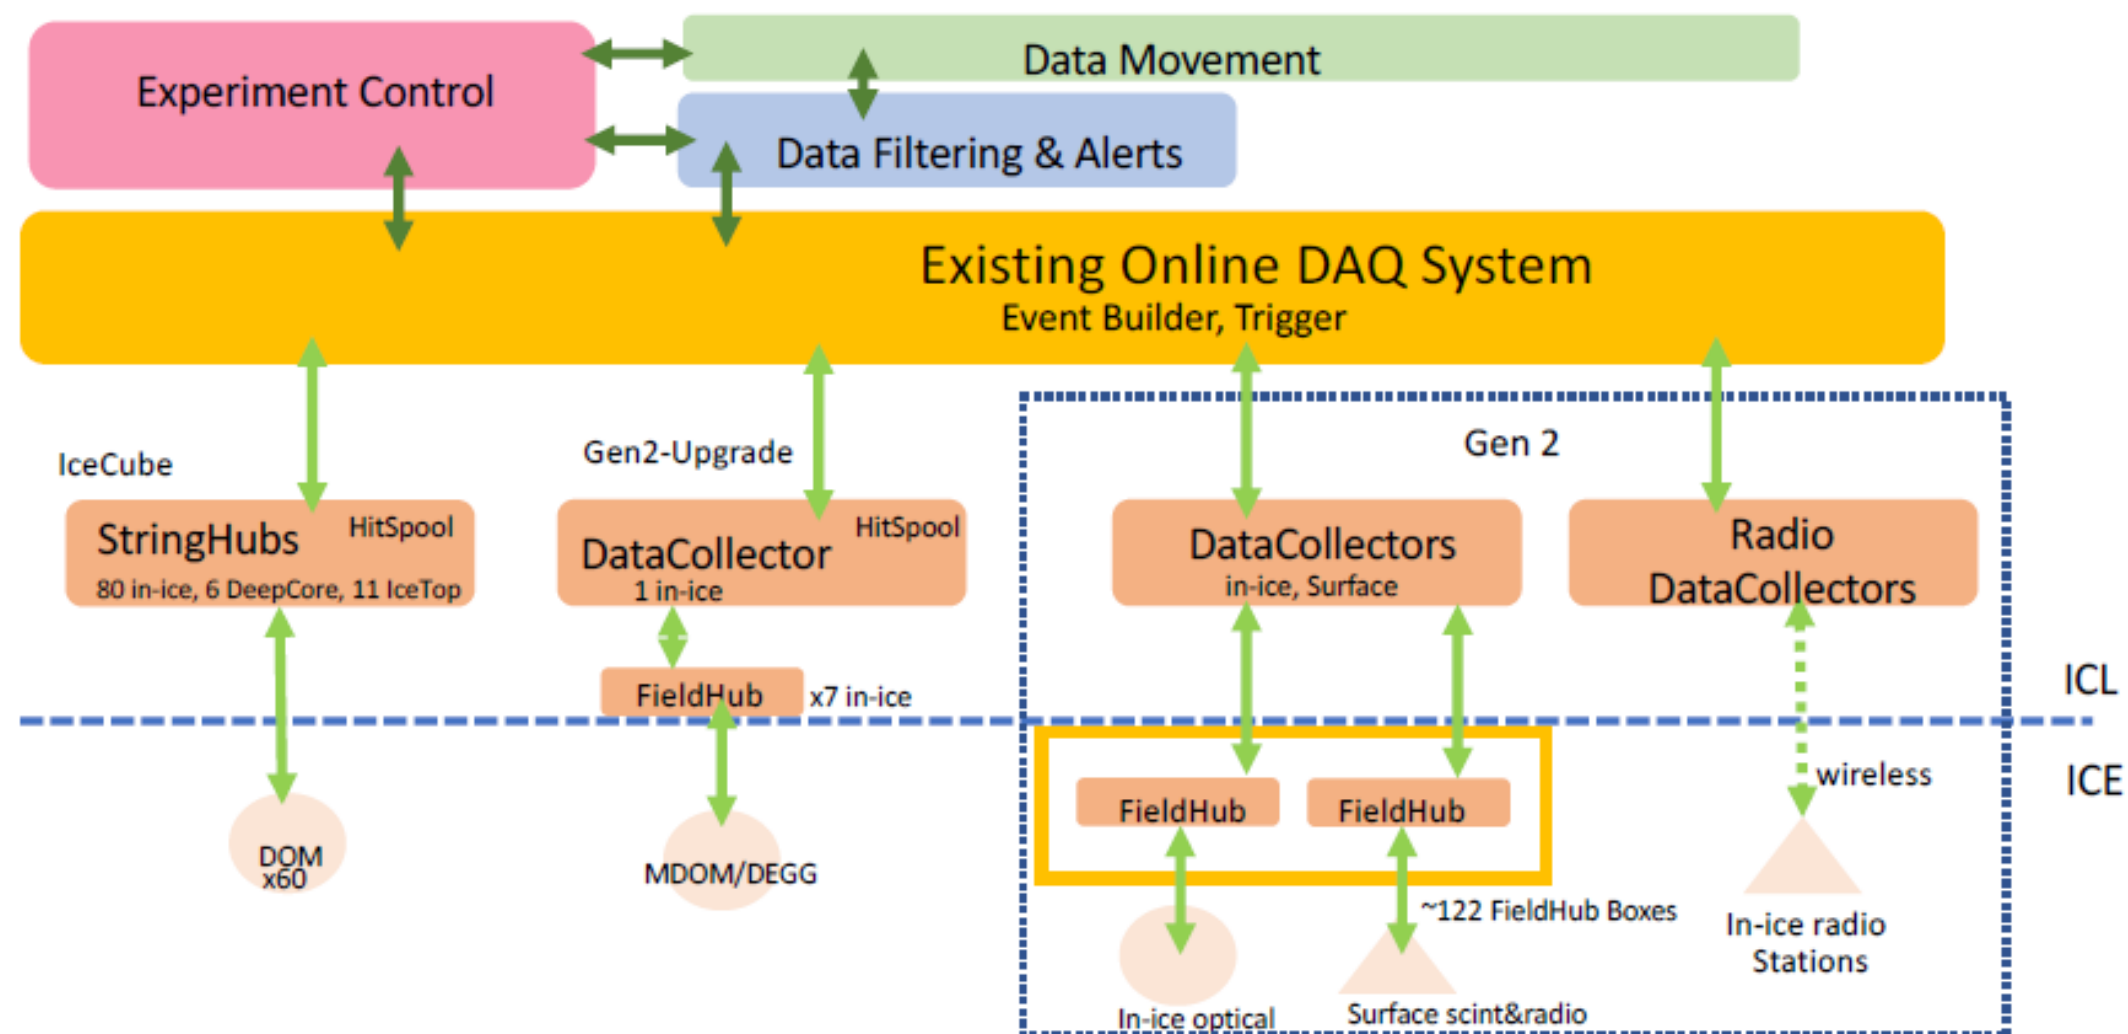 Experiment Control
Data Movement
Data Filtering & Alerts
Existing Online DAQ System
Event Builder, Trigger
IceCube
Gen2-Upgrade
Gen 2
StringHubs
HitSpool
80 in-ice, 6 DeepCore, 11 IceTop
DataCollector
HitSpool
1 in-ice
DataCollectors
in-ice, Surface
Radio
DataCollectors
FieldHub
x7 in-ice
ICL
ICE
wireless
FieldHub
FieldHub
DOM
x60
MDOM/DEGG
~122 FieldHub Boxes
In-ice radio
Stations
In-ice optical
Surface scint&radio